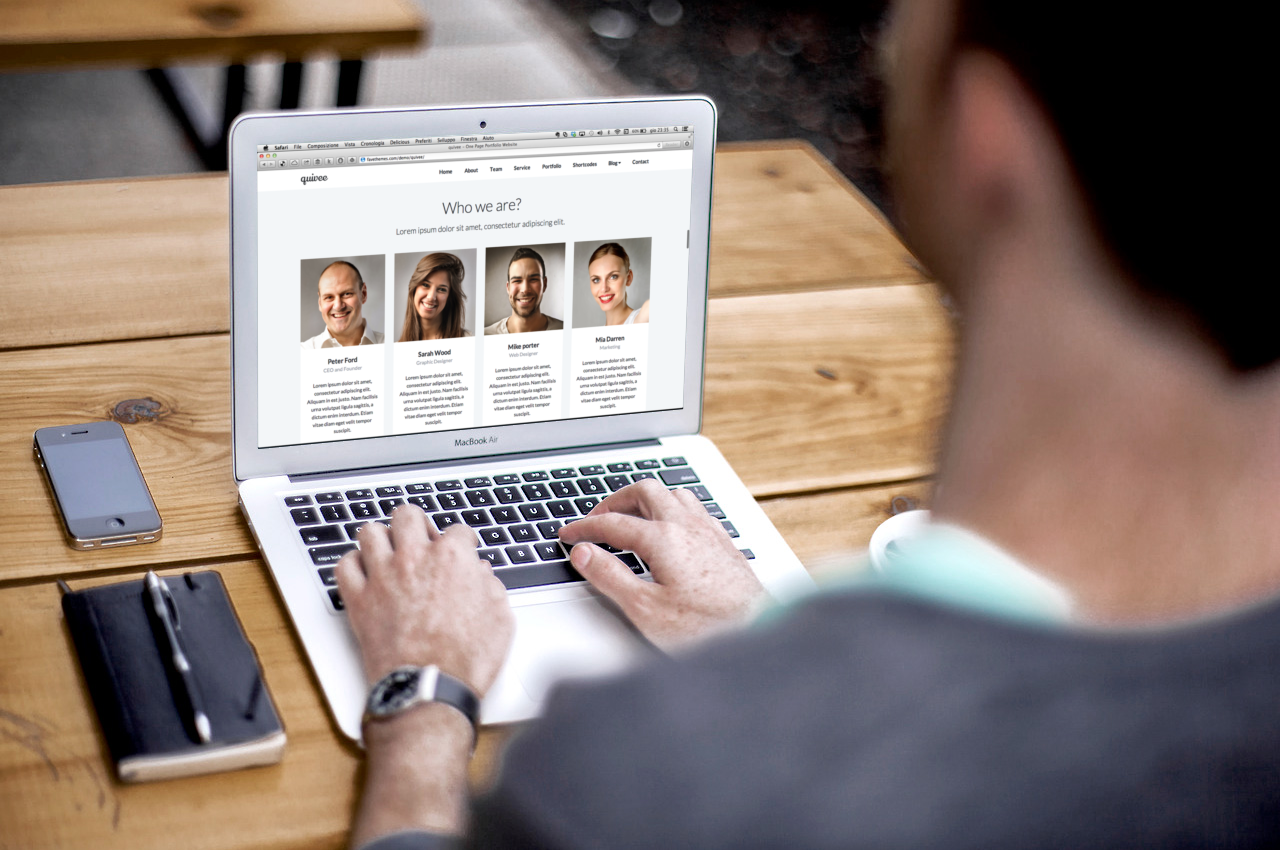 Safari File Composizione Vista Cronologia Delicious Preferiti Sviluppo Finestra Aiuto
quivee - One Page Portfolio Website
ilovethemes.com/demo/quivee/
quivee
Home About Team Service Portfolio Shortcodes Blog Contact
Who we are?
Lorem ipsum dolor sit amet, consectetur adipiscing elit.
Peter Ford
CEO and Founder
Lorem ipsum dolor sit amet,
consectetur adipiscing elit.
Aliquam in est justo. Nam facilisis
urna volutpat ligula sagittis, a
dictum enim interdum. Etiam
vitae diam eget velit tempor
suscipit.
Sarah Wood
Graphic Designer
Lorem ipsum dolor sit amet,
consectetur adipiscing elit.
Aliquam in est justo. Nam facilisis
urna volutpat ligula sagittis, a
dictum enim interdum. Etiam
vitae diam eget velit tempor
suscipit.
Mike porter
Web Designer
Lorem ipsum dolor sit amet,
consectetur adipiscing elit.
Aliquam in est justo. Nam facilisis
urna volutpat ligula sagittis, a
dictum enim interdum. Etiam
vitae diam eget velit tempor
suscipit.
Mia Darren
Marketing
Lorem ipsum dolor sit amet,
consectetur adipiscing elit.
Aliquam in est justo. Nam facilisis
urna volutpat ligula sagittis, a
dictum enim interdum. Etiam
vitae diam eget velit tempor
suscipit.
MacBook Air
tab
caps lock